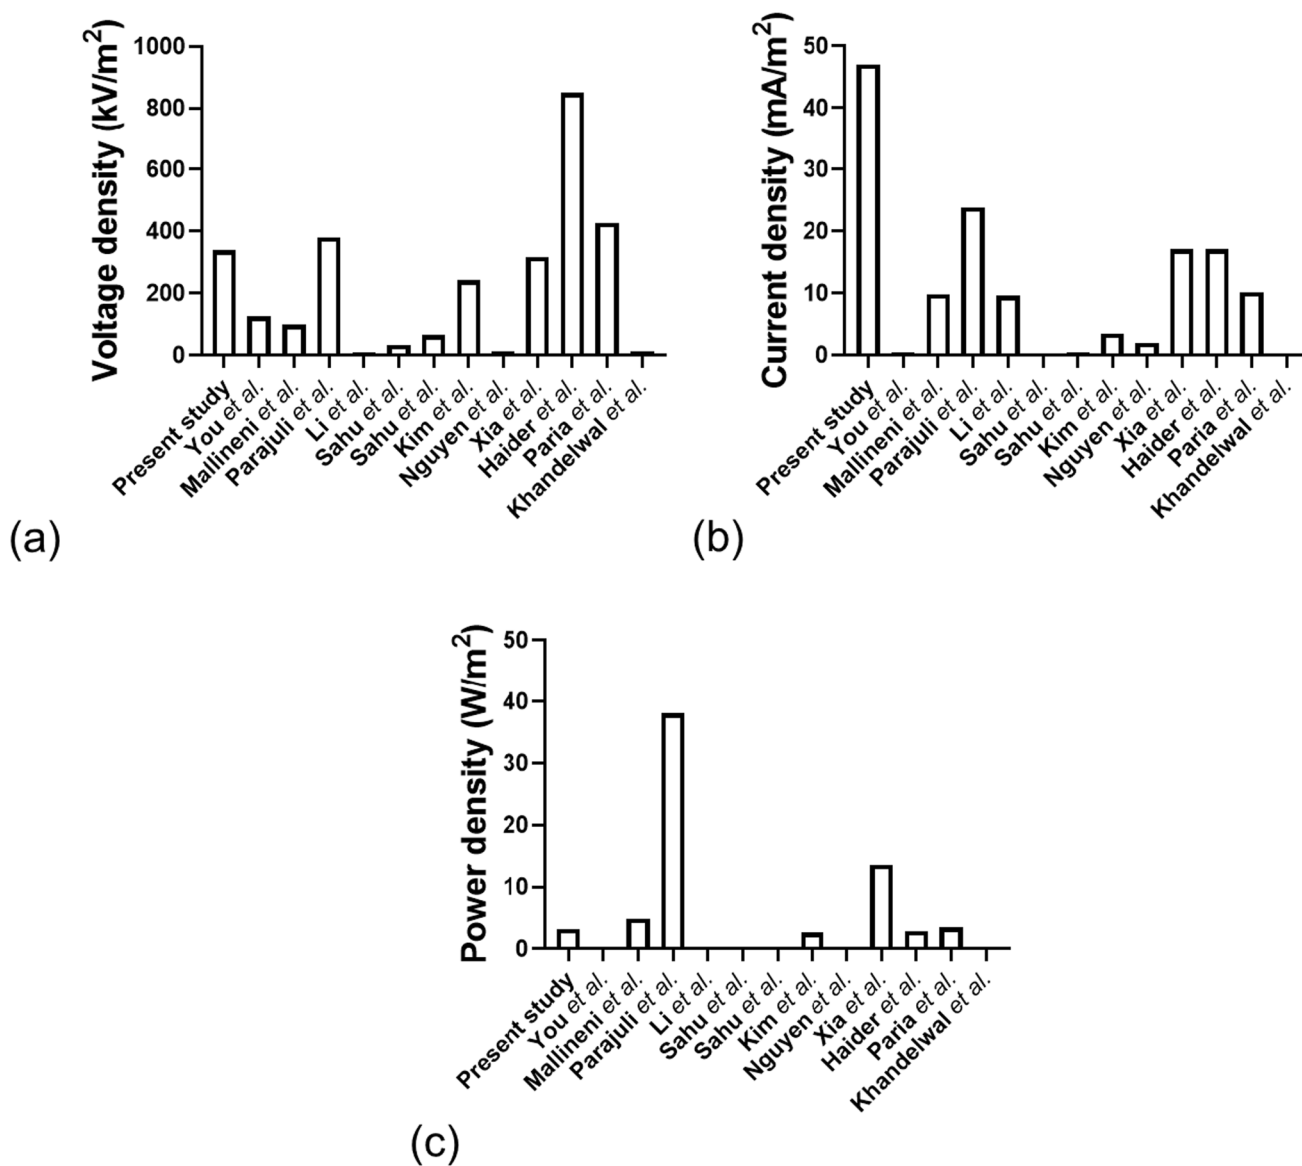 Voltage density (kV/m2)
1000
800
600
400
200
0
Present study
You et al.
Mallineni et al.
Parajuli et al.
Li et al.
Sahu et al.
Sahu et al.
Kim et al.
Nguyen et al.
Xia et al.
Haider et al.
Paria et al.
Khandelwal et al.
(a)
Current density (mA/m2)
50
40
30
20
10
0
Present study
You et al.
Mallineni et al.
Parajuli et al.
Li et al.
Sahu et al.
Sahu et al.
Kim et al.
Nguyen et al.
Xia et al.
Haider et al.
Paria et al.
Khandelwal et al.
(b)
Power density (W/m2)
50
40
30
20
10
0
Present study
You et al.
Mallineni et al.
Parajuli et al.
Li et al.
Sahu et al.
Sahu et al.
Kim et al.
Nguyen et al.
Xia et al.
Haider et al.
Paria et al.
Khandelwal et al.
(c)